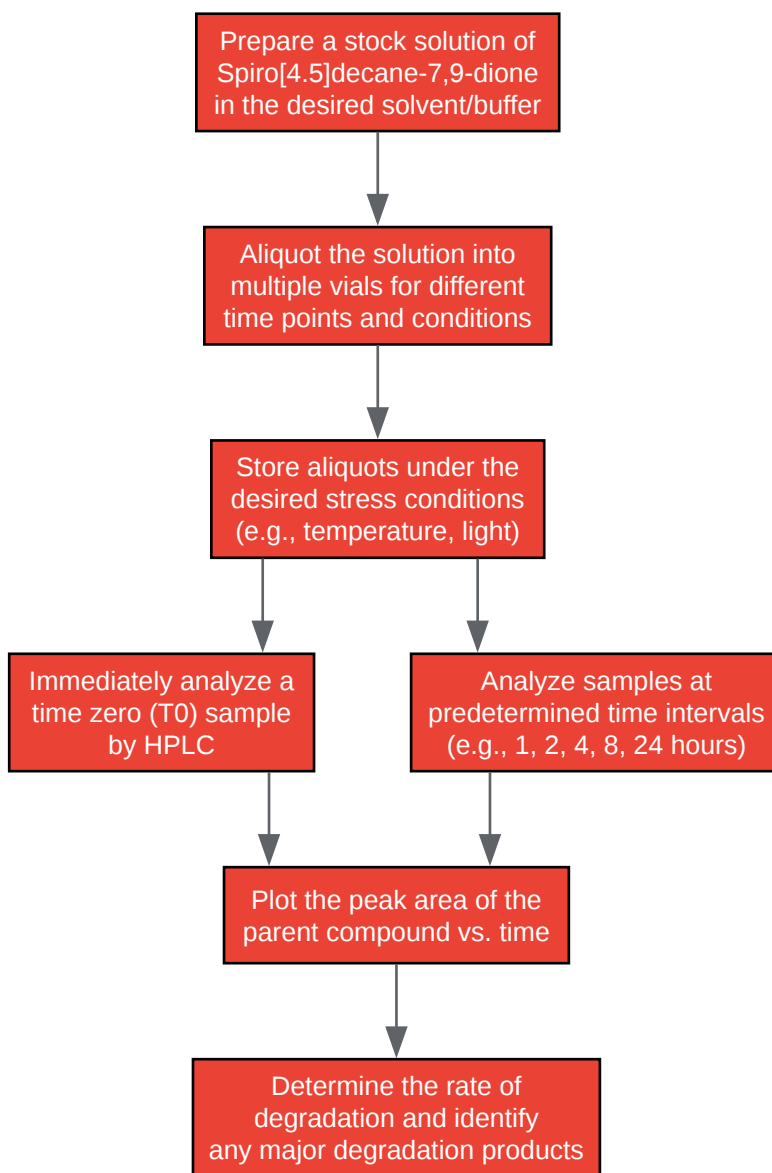 Prepare a stock solution of
Spiro[4.5]decane-7,9-dione
in the desired solvent/buffer
Aliquot the solution into
multiple vials for different
time points and conditions
Store aliquots under the
desired stress conditions
(e.g., temperature, light)
Immediately analyze a
time zero (T0) sample
by HPLC
Analyze samples at
predetermined time intervals
(e.g., 1, 2, 4, 8, 24 hours)
Plot the peak area of the
parent compound vs. time
Determine the rate of
degradation and identify
any major degradation products